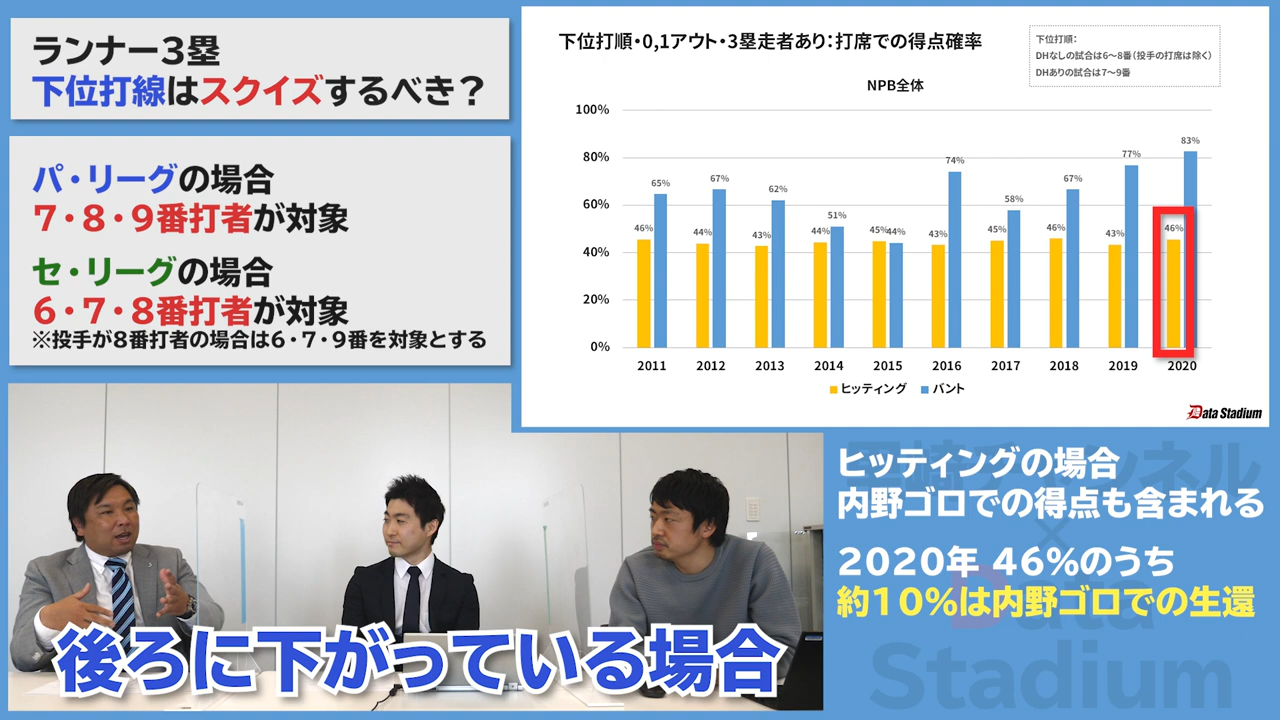 ランナー3塁
下位打線はスクイズするべき？
パ・リーグの場合
7・8・9番打者が対象
セ・リーグの場合
6・7・8番打者が対象
※投手が8番打者の場合は6・7・9番を対象とする
下位打順・0,1アウト・3塁走者あり：打席での得点確率
下位打順：
DHなしの試合は6～8番（投手の打席は除く）
DHありの試合は7～9番
NPB全体
100%
80%
60%
40%
20%
0%
46% 65%
44% 67%
43% 62%
44% 51%
45% 44%
43% 74%
45% 58%
46% 67%
43% 77%
46% 83%
2011 2012 2013 2014 2015 2016 2017 2018 2019 2020
ヒッティング バント
Data Stadium
ヒッティングの場合
内野ゴロでの得点も含まれる
2020年 46%のうち
約10%は内野ゴロでの生還
チャンネル
×
Data
Stadium
後ろに下がっている場合